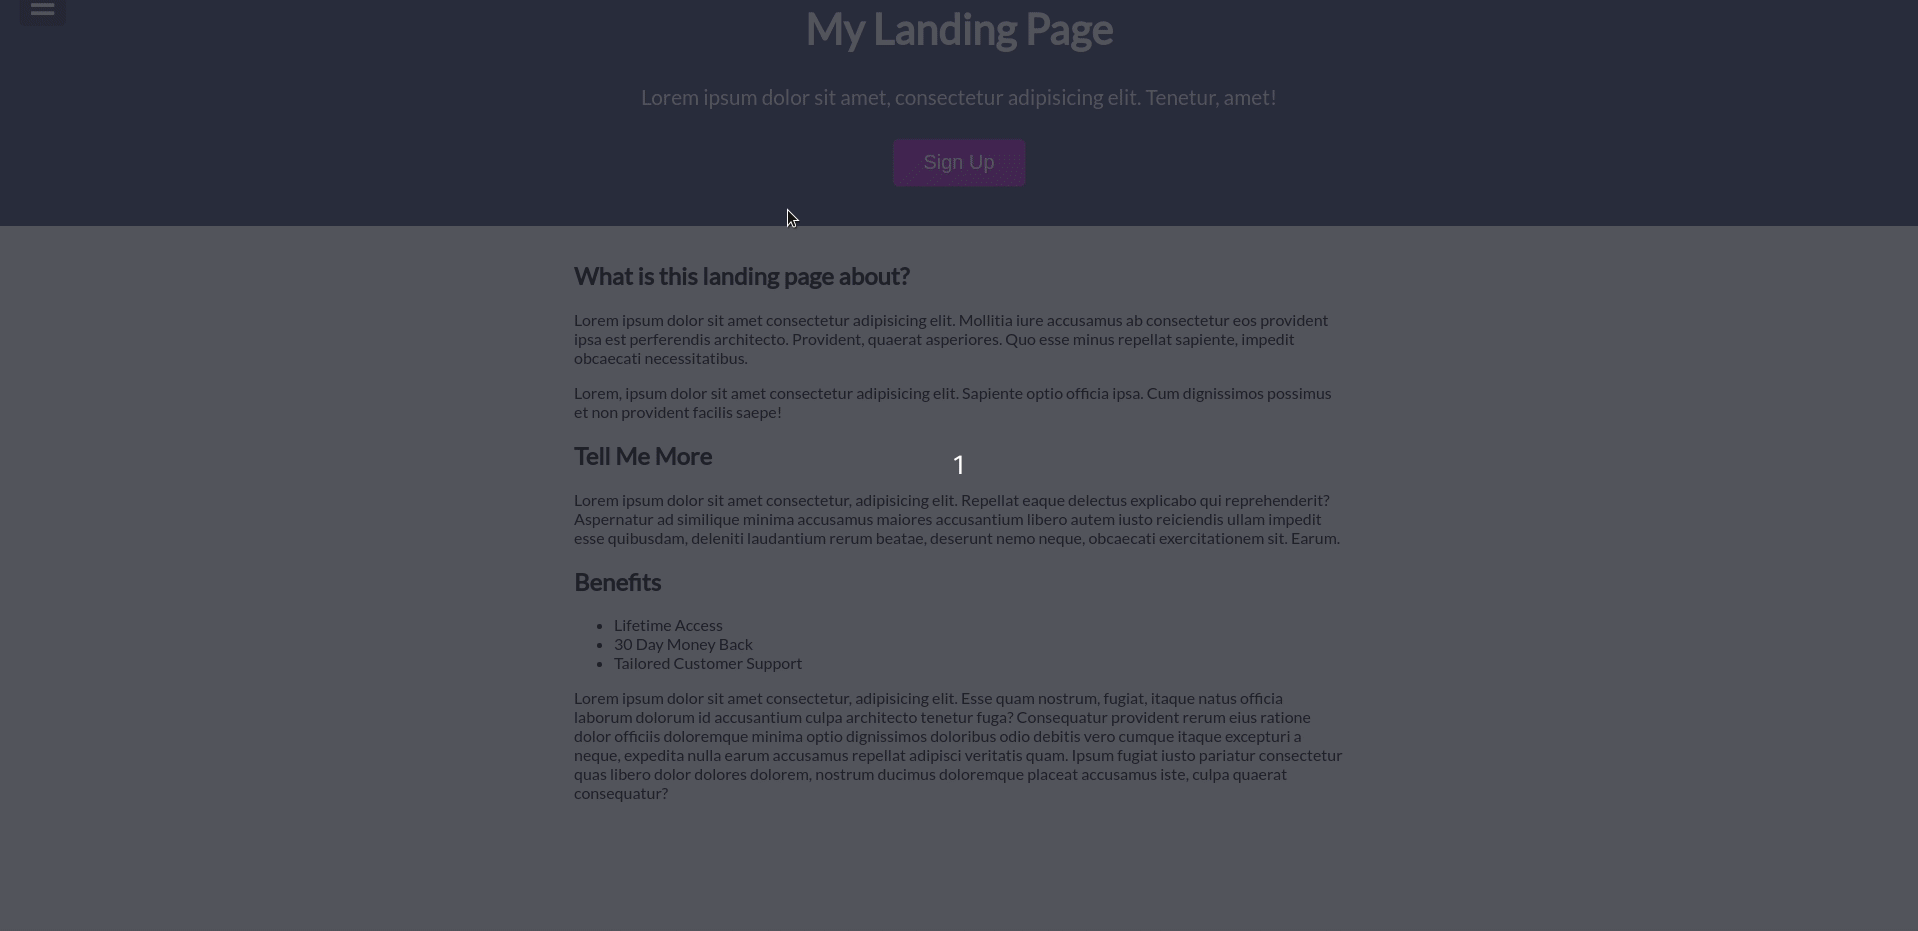 My Landing Page
Lorem ipsum dolor sit amet, consectetur adipisicing elit. Tenetur, amet!
Sign Up
What is this landing page about?
Lorem ipsum dolor sit amet consectetur adipisicing elit. Mollitia iure accusamus ab consectetur eos provident
ipsa est perferendis architecto. Provident, quaerat asperiores. Quo esse minus repellat sapiente, impedit
obcaecati necessitatibus.
Lorem, ipsum dolor sit amet consectetur adipisicing elit. Sapiente optio officia ipsa. Cum dignissimos possimus
et non provident facilis saepe!
Tell Me More
1
Lorem ipsum dolor sit amet consectetur, adipisicing elit. Repellat eaque delectus explicabo qui reprehenderit?
Aspernatur ad similique minima accusamus maiores accusantium libero autem iusto reiciendis ullam impedit
esse quibusdam, deleniti laudantium rerum beatae, deserunt nemo neque, obcaecati exercitationem sit. Earum.
Benefits
• Lifetime Access
• 30 Day Money Back
• Tailored Customer Support
Lorem ipsum dolor sit amet consectetur, adipisicing elit. Esse quam nostrum, fugiat, itaque natus officia
laborum dolorum id accusantium culpa architecto tenetur fuga? Consequatur provident rerum eius ratione
dolor officiis doloremque minima optio dignissimos doloribus odio debitis vero cumque itaque excepturi a
neque, expedita nulla earum accusamus repellat adipisci veritatis quam. Ipsum fugiat iusto pariatur consectetur
quas libero dolor dolores dolorem, nostrum ducimus doloremque placeat accusamus iste, culpa quaerat
consequatur?